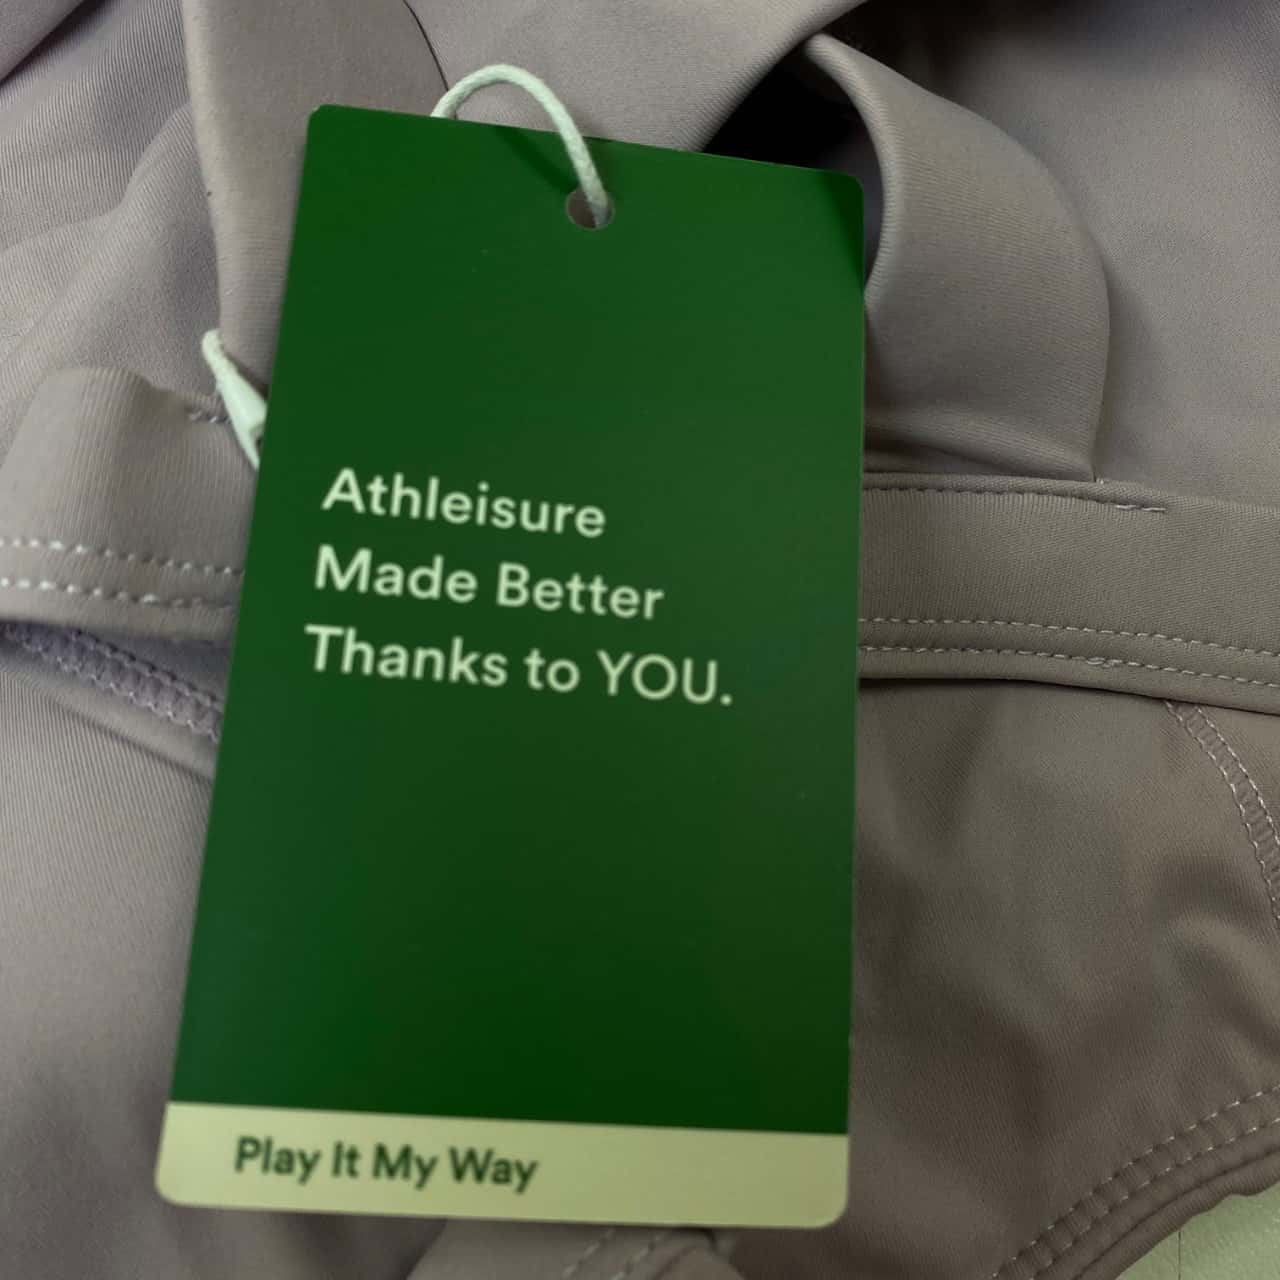 Athleisure
Made Better
Thanks to YOU.
Play It My Way